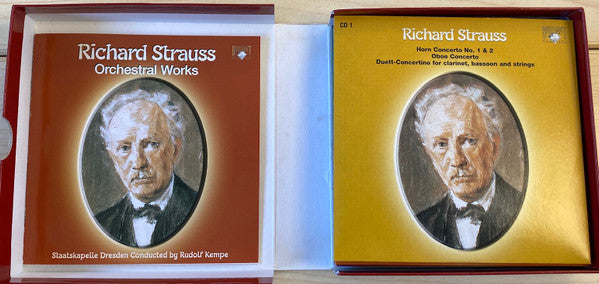 Richard Strauss
Orchestral Works
Staatskapelle Dresden Conducted by Rudolf Kempe
CD 1
Richard Strauss
Horn Concerto No. 1 & 2
Oboe Concerto
Duett-Concertino for clarinet, bassoon and strings